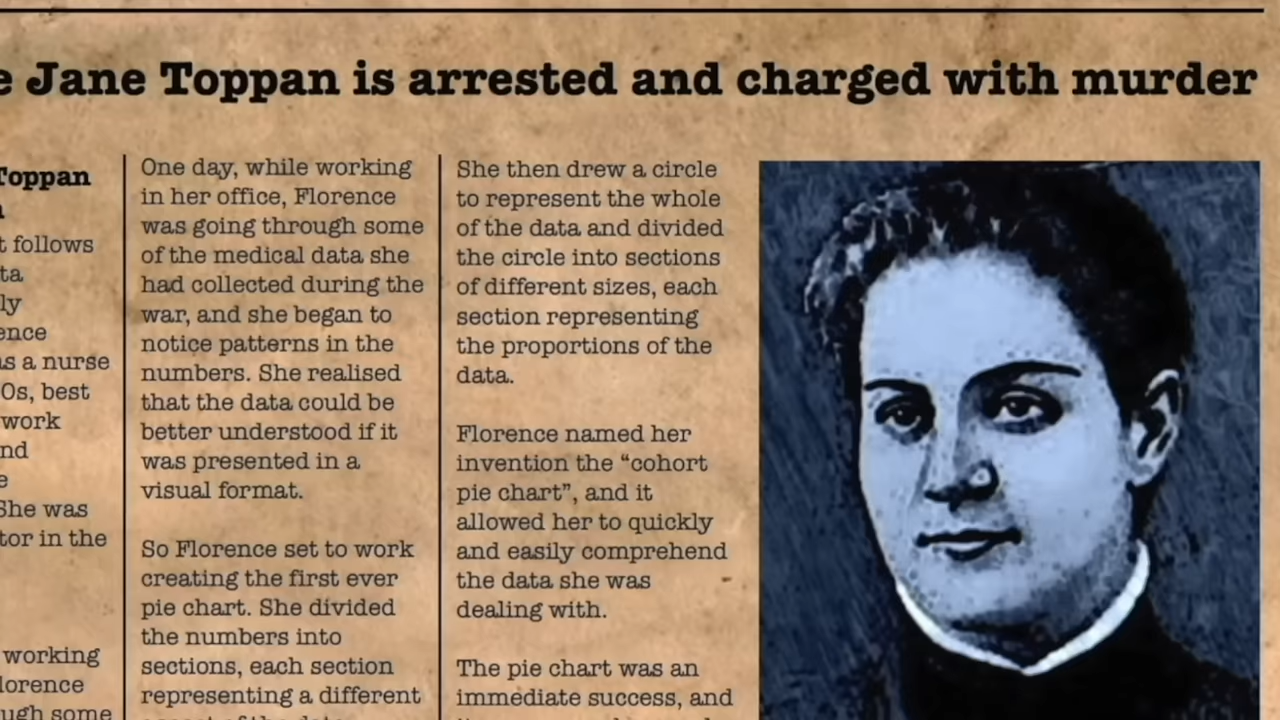 e Jane Toppan is arrested and charged with murder
Toppan
t follows
ta
ly
ence
as a nurse
0s, best
work
nd
e
She was
tor in the
working
lorence
ugh some
One day, while working
in her office, Florence
was going through some
of the medical data she
had collected during the
war, and she began to
notice patterns in the
numbers. She realised
that the data could be
better understood if it
was presented in a
visual format.
So Florence set to work
creating the first ever
pie chart. She divided
the numbers into
sections, each section
representing a different
She then drew a circle
to represent the whole
of the data and divided
the circle into sections
of different sizes, each
section representing
the proportions of the
data.
Florence named her
invention the “cohort
pie chart”, and it
allowed her to quickly
and easily comprehend
the data she was
dealing with.
The pie chart was an
immediate success, and